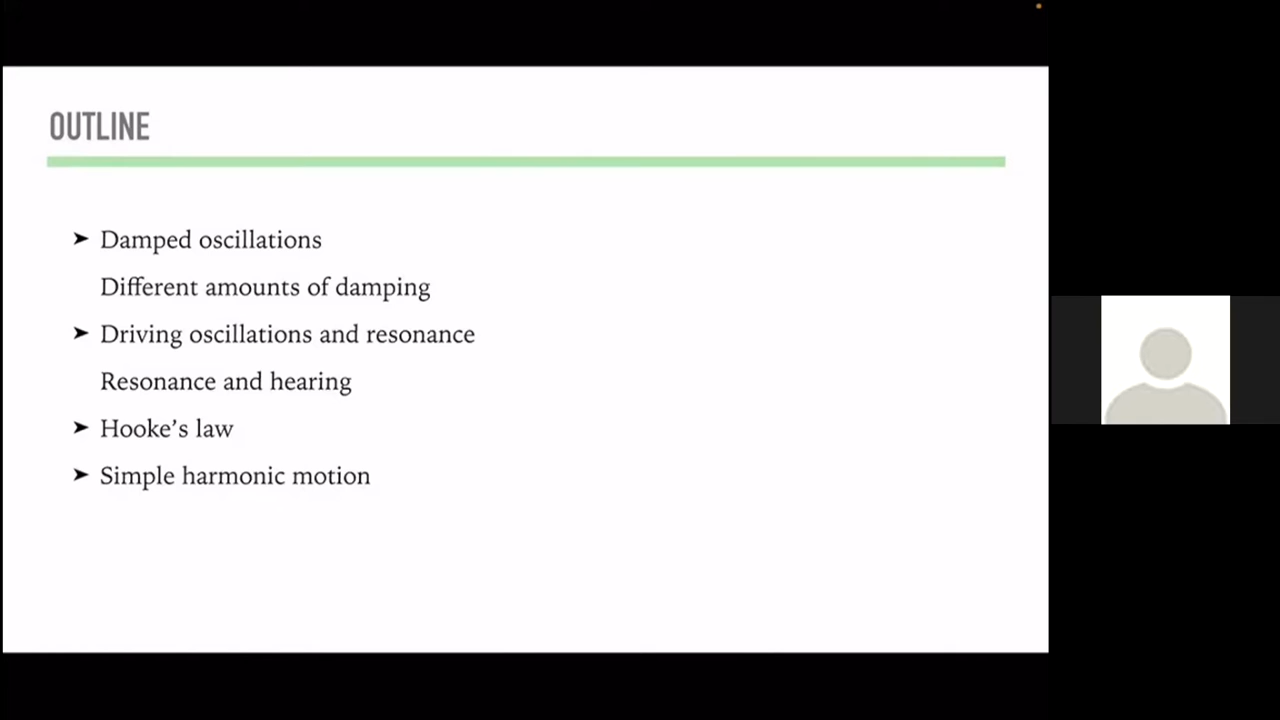 OUTLINE
➤ Damped oscillations
Different amounts of damping
➤ Driving oscillations and resonance
Resonance and hearing
➤ Hooke’s law
➤ Simple harmonic motion